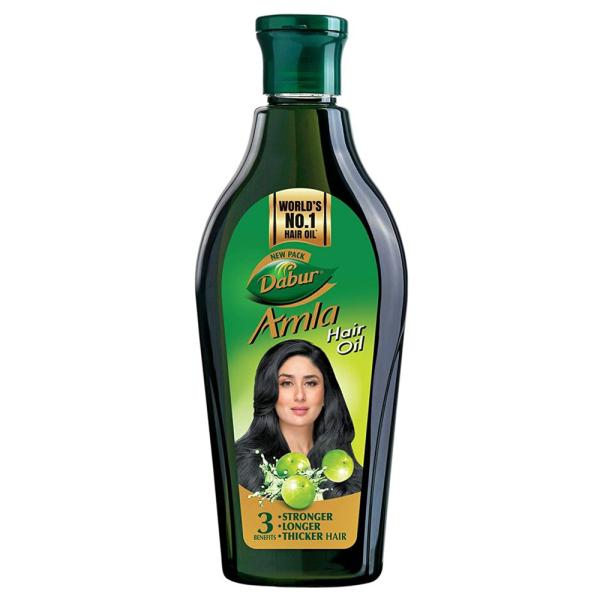 WORLD'S
NO.1
HAIR OIL*
NEW PACK
Dabur®
Amla
Hair
Oil
3
BENEFITS
•STRONGER
•LONGER
•THICKER HAIR